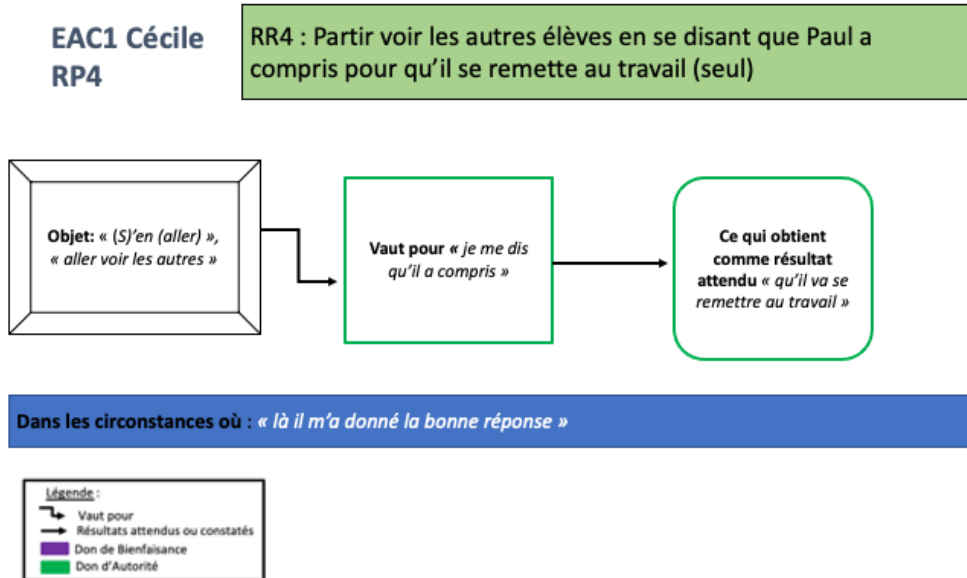 EAC1 Cécile
RP4
RR4 : Partir voir les autres élèves en se disant que Paul a
compris pour qu’il se remette au travail (seul)
Objet: « (S)’en (aller) »,
« aller voir les autres »
Vaut pour « je me dis
qu’il a compris »
Ce qui obtient
comme résultat
attendu « qu’il va se
remettre au travail »
Dans les circonstances où : « là il m’a donné la bonne réponse »
Légende :
Vaut pour
Résultats attendus ou constatés
Don de Bienfaisance
Don d’Autorité